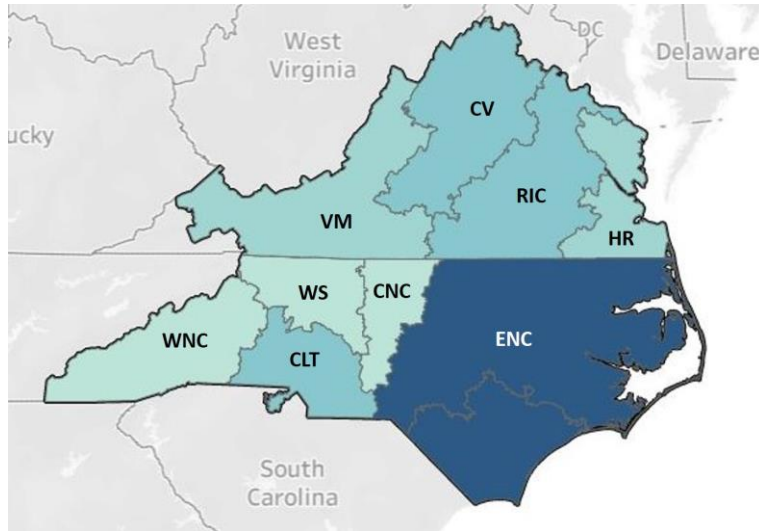 West
Virginia
DC
Delaware
ucky
CV
VM
RIC
HR
WS
CNC
WNC
CLT
ENC
South
Carolina